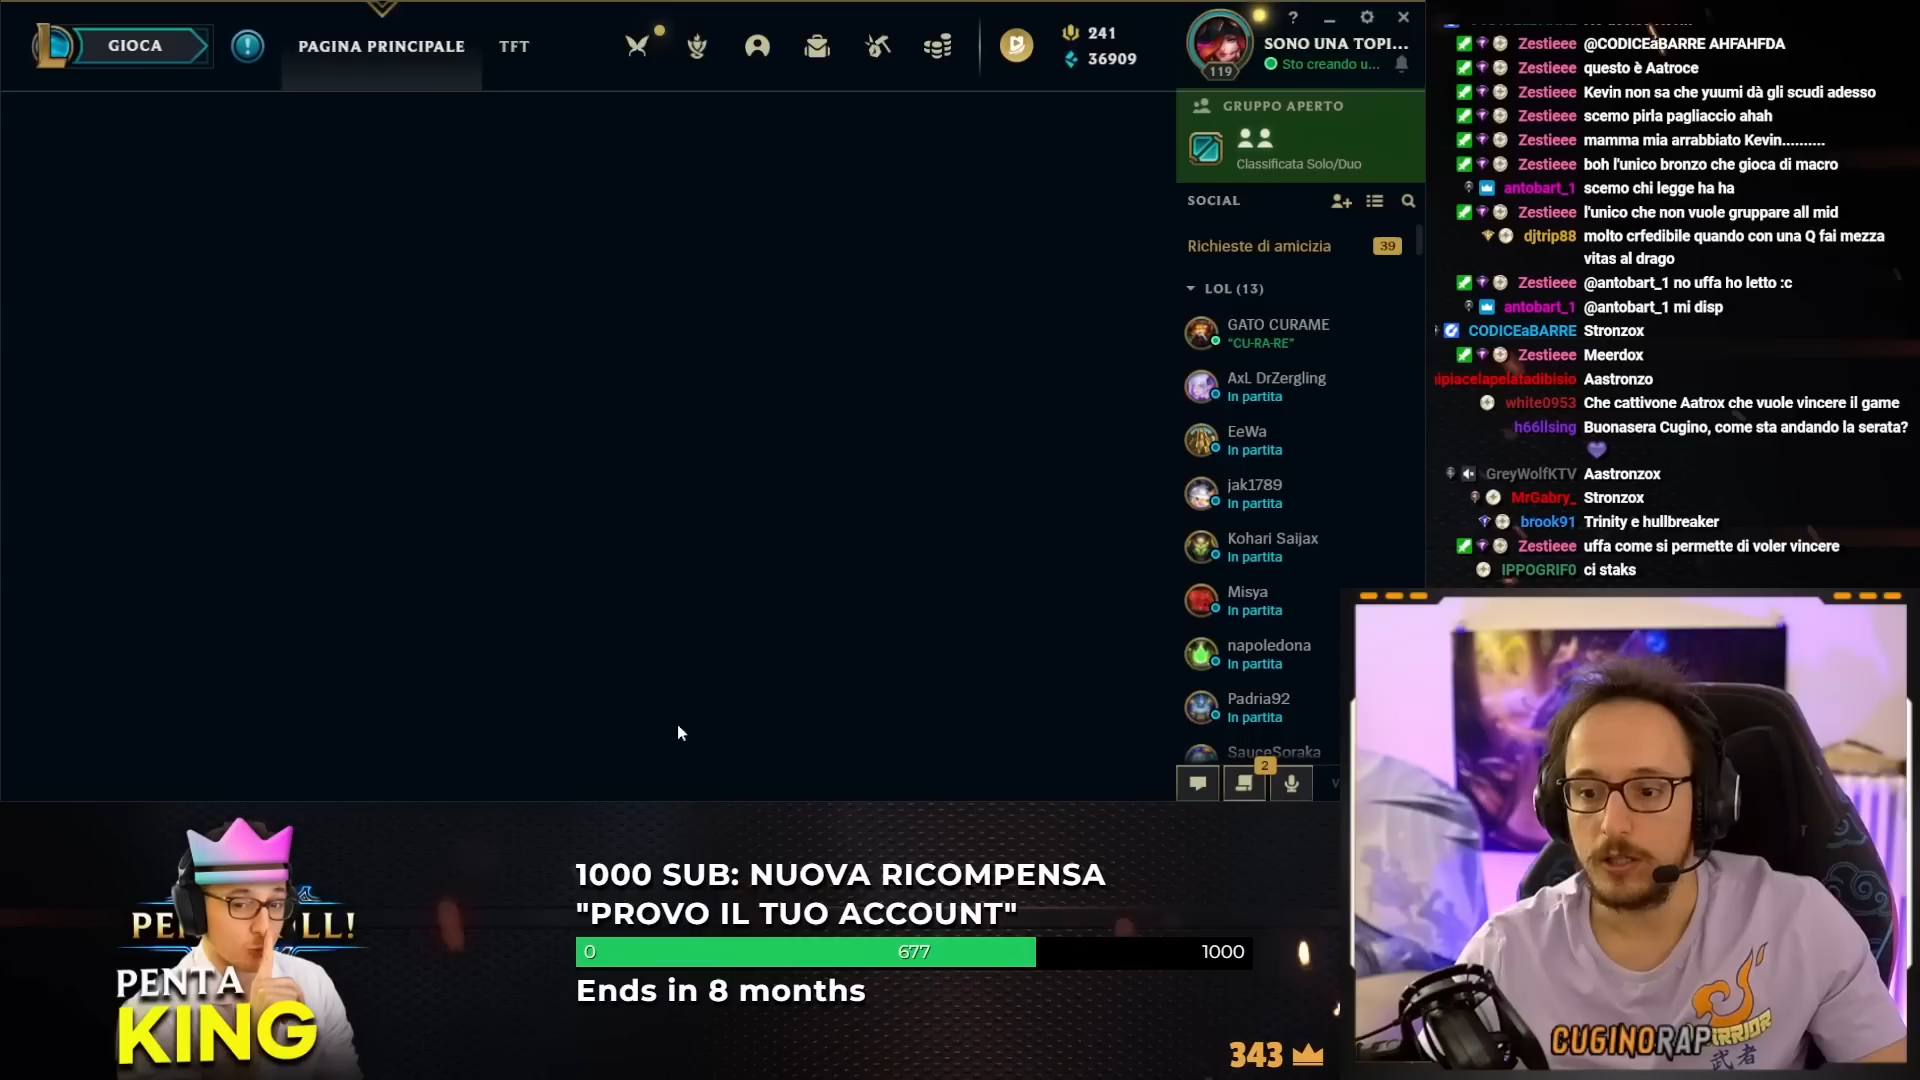 GIOCA
PAGINA PRINCIPALE
TFT
241
36909
119
SONO UNA TOPI...
Sto creando u...
GRUPPO APERTO
Classificata Solo/Duo
SOCIAL
Richieste di amicizia
39
LOL (13)
GATO CURAME
"CU-RA-RE"
AxL DrZergling
In partita
EeWa
In partita
jak1789
In partita
Kohari Saijax
In partita
Misya
In partita
napoledona
In partita
Padria92
In partita
SauceSoraka
2
Zestieee @CODICEaBARRE AHFAHFDA
Zestieee questo è Aatroce
Zestieee Kevin non sa che yuumi dà gli scudi adesso
Zestieee scemo pirla pagliaccio ahah
Zestieee mamma mia arrabbiato Kevin..........
Zestieee boh l'unico bronzo che gioca di macro
antobart_1 scemo chi legge ha ha
Zestieee l'unico che non vuole gruppare all mid
djtrip88 molto crfedibile quando con una Q fai mezza
vitas al drago
Zestieee @antobart_1 no uffa ho letto :c
antobart_1 @antobart_1 mi disp
CODICEaBARRE Stronzox
Zestieee Meerdox
ipiacelapelatadibisio Aastronzo
white0953 Che cattivone Aatrox che vuole vincere il game
h66llsing Buonasera Cugino, come sta andando la serata?
GreyWolfKTV Aastronzox
MrGabry_ Stronzox
brook91 Trinity e hullbreaker
Zestieee uffa come si permette di voler vincere
IPPOGRIF0 ci staks
PENTA
KING
1000 SUB: NUOVA RICOMPENSA
"PROVO IL TUO ACCOUNT"
0
677
1000
Ends in 8 months
343
CUGINORAP
武者